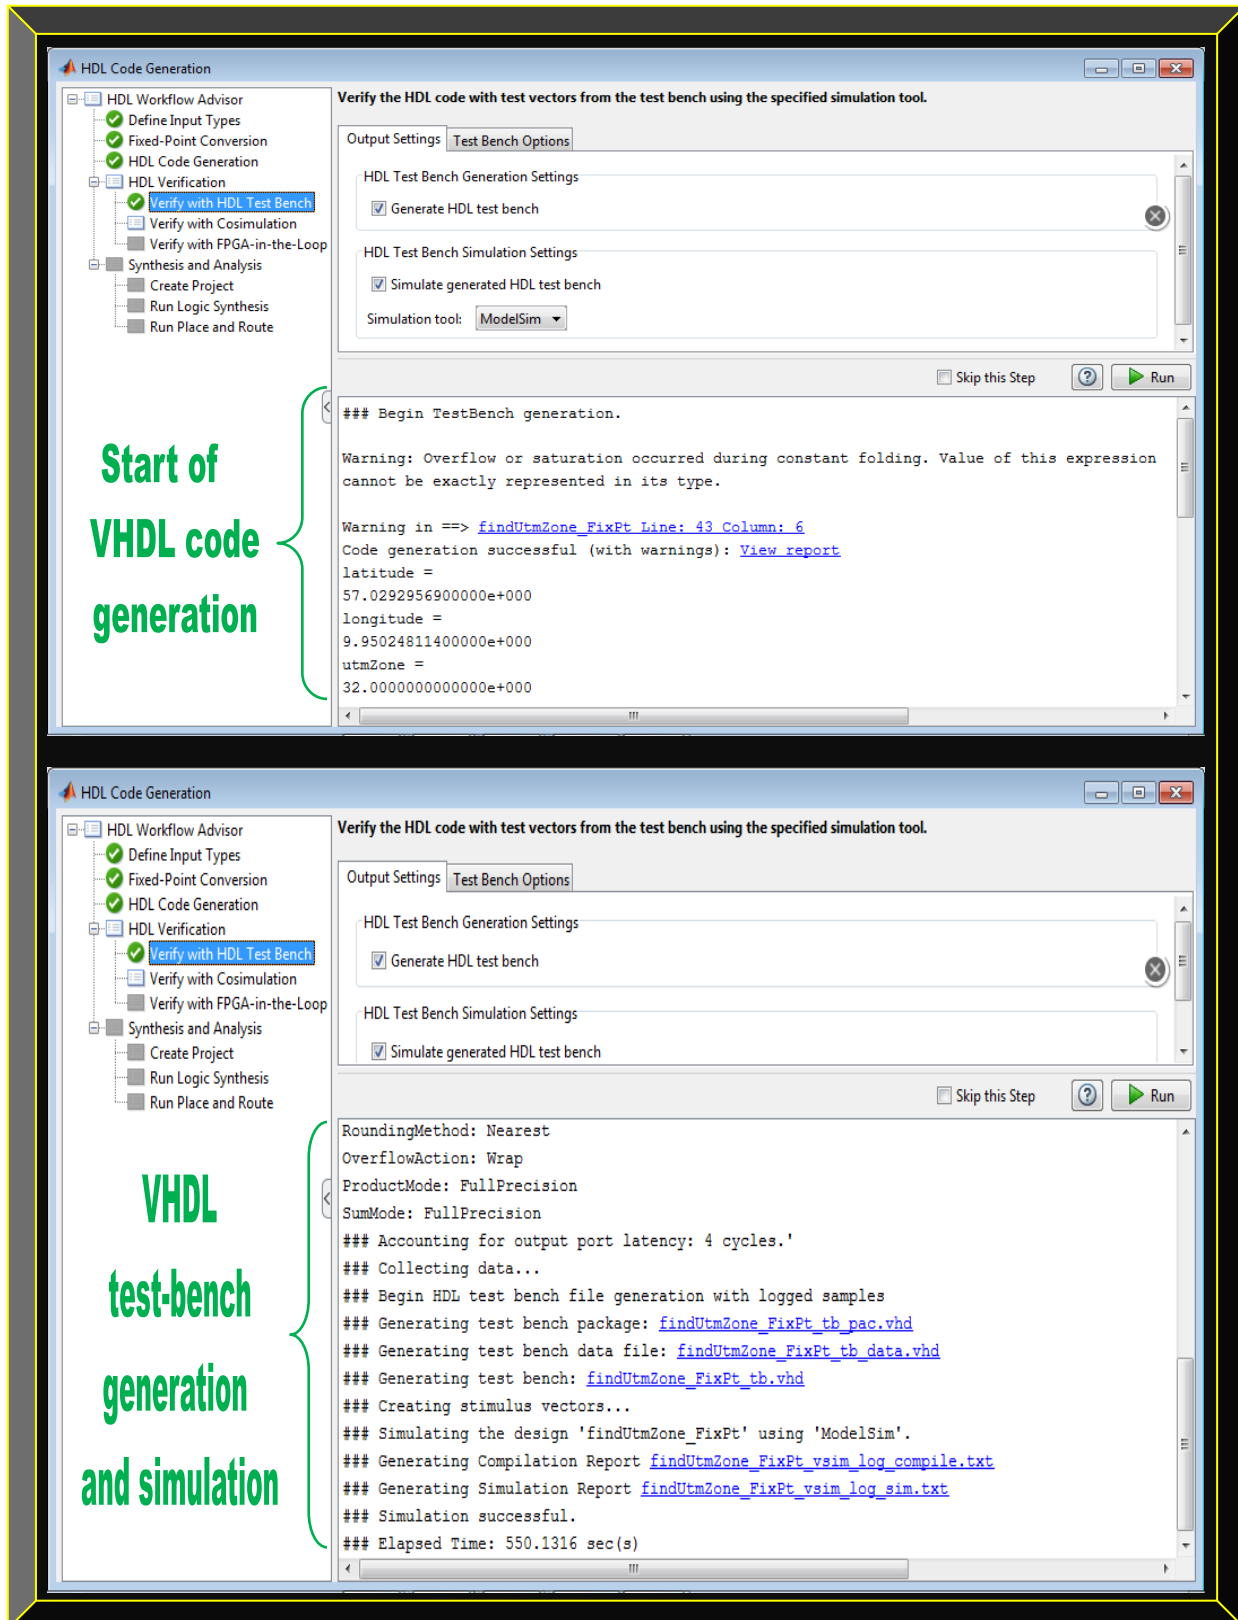 HDL Code Generation
HDL Workflow Advisor
Define Input Types
Fixed-Point Conversion
HDL Code Generation
HDL Verification
Verify with HDL Test Bench
Verify with Cosimulation
Verify with FPGA-in-the-Loop
Synthesis and Analysis
Create Project
Run Logic Synthesis
Run Place and Route
Start of
VHDL code
generation
Verify the HDL code with test vectors from the test bench using the specified simulation tool.
Output Settings Test Bench Options
HDL Test Bench Generation Settings
Generate HDL test bench
HDL Test Bench Simulation Settings
Simulate generated HDL test bench
Simulation tool: ModelSim
Skip this Step Run
### Begin TestBench generation.
Warning: Overflow or saturation occurred during constant folding. Value of this expression
cannot be exactly represented in its type.
Warning in ==> findUtmZone_FixPt Line: 43 Column: 6
Code generation successful (with warnings): View report
latitude =
57.0292956900000e+000
longitude =
9.95024811400000e+000
utmZone =
32.0000000000000e+000
HDL Code Generation
HDL Workflow Advisor
Define Input Types
Fixed-Point Conversion
HDL Code Generation
HDL Verification
Verify with HDL Test Bench
Verify with Cosimulation
Verify with FPGA-in-the-Loop
Synthesis and Analysis
Create Project
Run Logic Synthesis
Run Place and Route
VHDL
test-bench
generation
and simulation
Verify the HDL code with test vectors from the test bench using the specified simulation tool.
Output Settings Test Bench Options
HDL Test Bench Generation Settings
Generate HDL test bench
HDL Test Bench Simulation Settings
Simulate generated HDL test bench
Skip this Step Run
RoundingMethod: Nearest
OverflowAction: Wrap
ProductMode: FullPrecision
SumMode: FullPrecision
### Accounting for output port latency: 4 cycles.'
### Collecting data...
### Begin HDL test bench file generation with logged samples
### Generating test bench package: findUtmZone_FixPt_tb_pac.vhd
### Generating test bench data file: findUtmZone_FixPt_tb_data.vhd
### Generating test bench: findUtmZone_FixPt_tb.vhd
### Creating stimulus vectors...
### Simulating the design 'findUtmZone_FixPt' using 'ModelSim'.
### Generating Compilation Report findUtmZone_FixPt_vsim_log_compile.txt
### Generating Simulation Report findUtmZone_FixPt_vsim_log_sim.txt
### Simulation successful.
### Elapsed Time: 550.1316 sec(s)